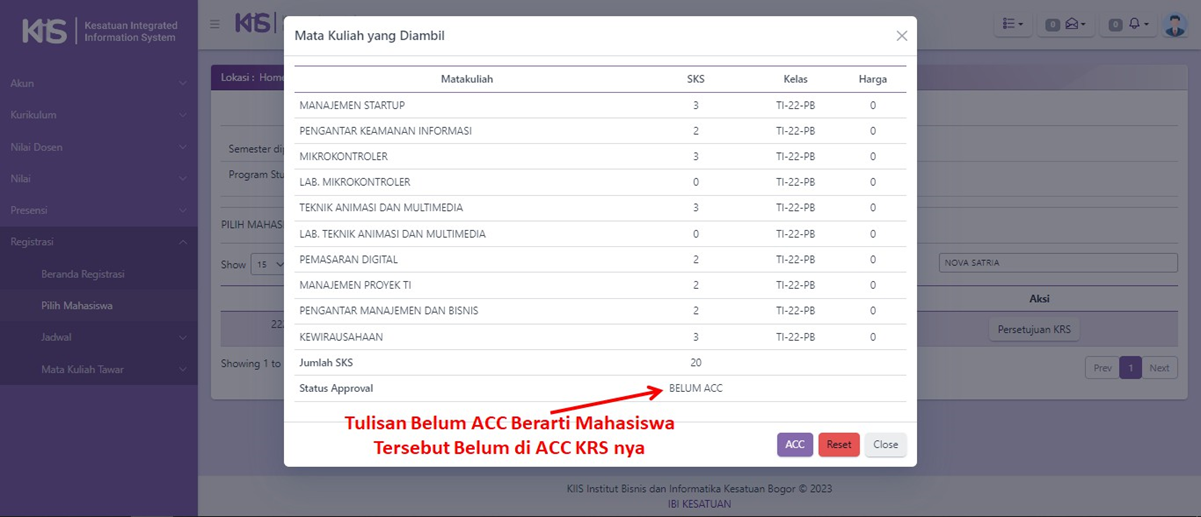 KIIS Kesatuan Integrated
Information System
Akun
Kurikulum
Nilai Dosen
Nilai
Presensi
Registrasi
Beranda Registrasi
Pilih Mahasiswa
Jadwal
Mata Kuliah Tawar
KIIS
0
0
Lokasi : Home
Semester di
Program Stu
PILIH MAHAS
Show 15
NOVA SATRIA
Aksi
222
Persetujuan KRS
Showing 1 to
Prev 1 Next
Mata Kuliah yang Diambil
Matakuliah SKS Kelas Harga
MANAJEMEN STARTUP 3 TI-22-PB 0
PENGANTAR KEAMANAN INFORMASI 2 TI-22-PB 0
MIKROKONTROLER 3 TI-22-PB 0
LAB. MIKROKONTROLER 0 TI-22-PB 0
TEKNIK ANIMASI DAN MULTIMEDIA 3 TI-22-PB 0
LAB. TEKNIK ANIMASI DAN MULTIMEDIA 0 TI-22-PB 0
PEMASARAN DIGITAL 2 TI-22-PB 0
MANAJEMEN PROYEK TI 2 TI-22-PB 0
PENGANTAR MANAJEMEN DAN BISNIS 2 TI-22-PB 0
KEWIRAUSAHAAN 3 TI-22-PB 0
Jumlah SKS 20
Status Approval BELUM ACC
Tulisan Belum ACC Berarti Mahasiswa
Tersebut Belum di ACC KRS nya
ACC Reset Close
KIIS Institut Bisnis dan Informatika Kesatuan Bogor © 2023
IBI KESATUAN